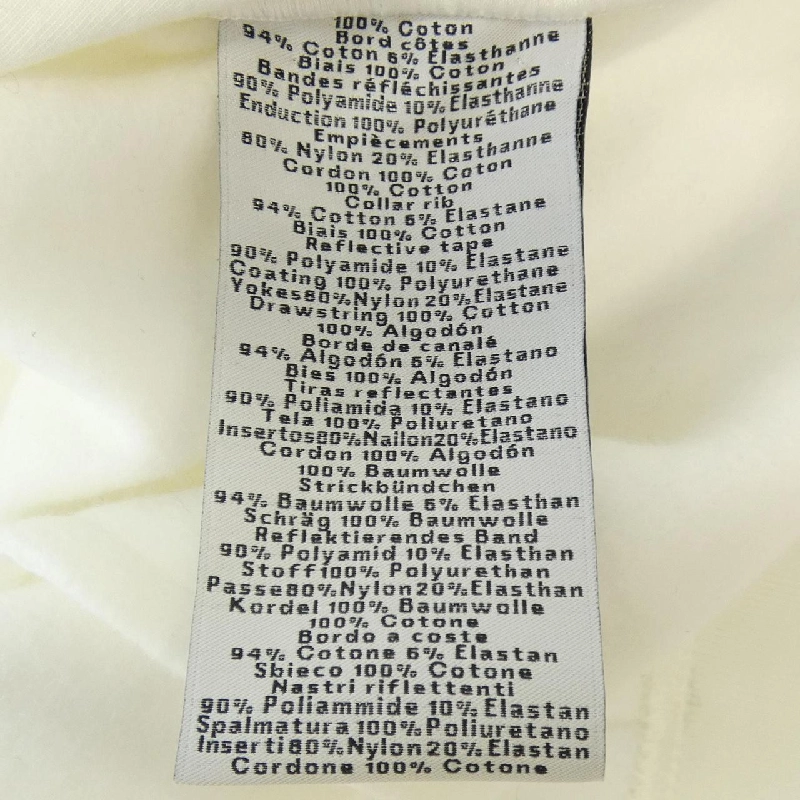 100% Coton
Bord côtes
94% Coton 6% Elasthanne
Biais 100% Coton
Bandes réfléchissantes
90% Polyamide 10% Elasthanne
Enduction 100% Polyuréthane
Empiècements
80% Nylon 20% Elasthanne
Cordon 100% Coton
100% Cotton
Collar rib
94% Cotton 6% Elastane
Biais 100% Cotton
Reflective tape
90% Polyamide 10% Elastane
Coating 100% Polyurethane
Yokes80%Nylon 20%Elastane
Drawstring 100% Cotton
100% Algodón
Borde de canalé
94% Algodón 6% Elastano
Bies 100% Algodón
Tiras reflectantes
90% Poliamida 10% Elastano
Tela 100% Poliuretano
Insertos80%Nailon20%Elastano
Cordon 100% Algodón
100% Baumwolle
Strickbündchen
94% Baumwolle 6% Elasthan
Schräg 100% Baumwolle
Reflektierendes Band
90% Polyamid 10% Elasthan
Stoff100% Polyurethan
Passe80%Nylon20%Elasthan
Kordel 100% Baumwolle
100% Cotone
Bordo a coste
94% Cotone 6% Elastan
Sbieco 100% Cotone
Nastri riflettenti
90% Poliammide 10% Elastan
Spalmatura 100%Poliuretano
Inserti80%Nylon20%Elastan
Cordone 100% Cotone